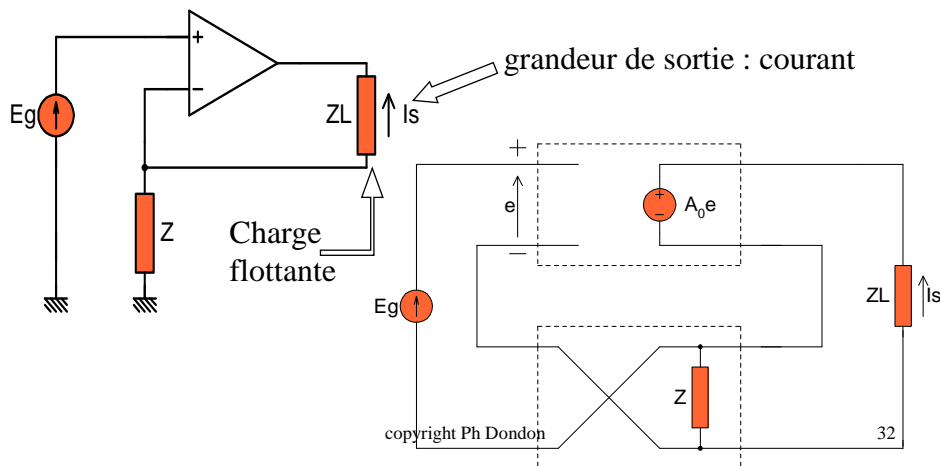 +
−
Eg
ZL
Is
Z
grandeur de sortie : courant
Charge
flottante
+
e
−
+
−
A0e
Eg
ZL
Is
Z
copyright Ph Dondon
32